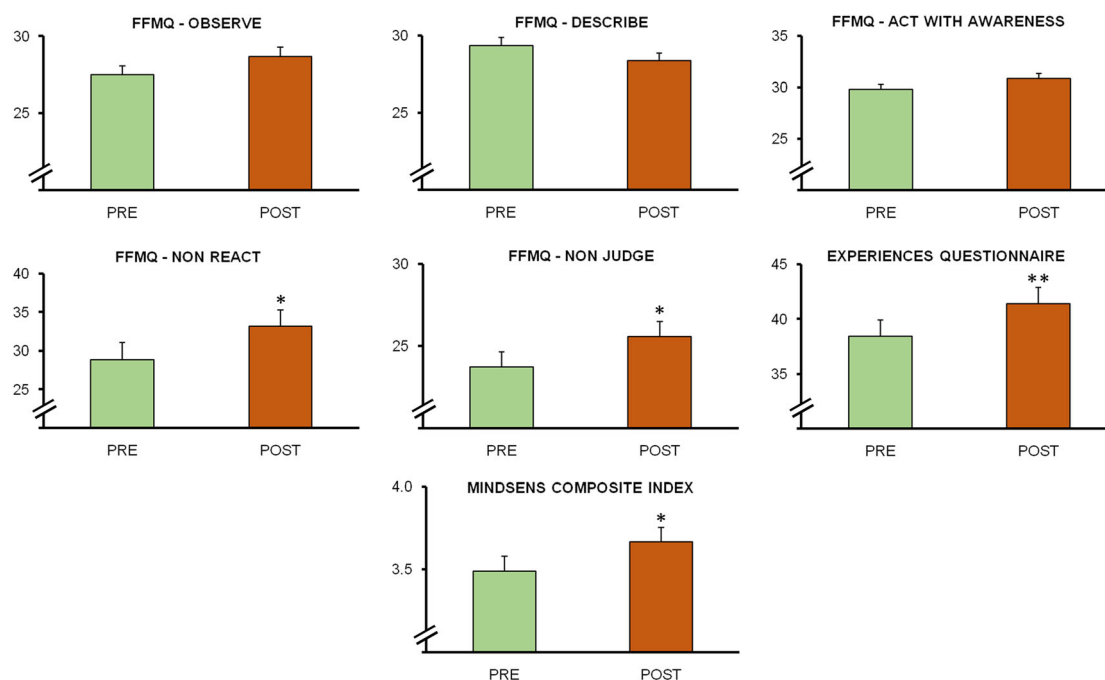 FFMQ - OBSERVE
30
25
PRE POST
FFMQ - DESCRIBE
30
25
PRE POST
FFMQ - ACT WITH AWARENESS
35
30
25
PRE POST
FFMQ - NON REACT
40
35
30
25
*
PRE POST
FFMQ - NON JUDGE
30
25
*
PRE POST
EXPERIENCES QUESTIONNAIRE
45
40
35
**
PRE POST
MINDSENS COMPOSITE INDEX
4.0
3.5
*
PRE POST